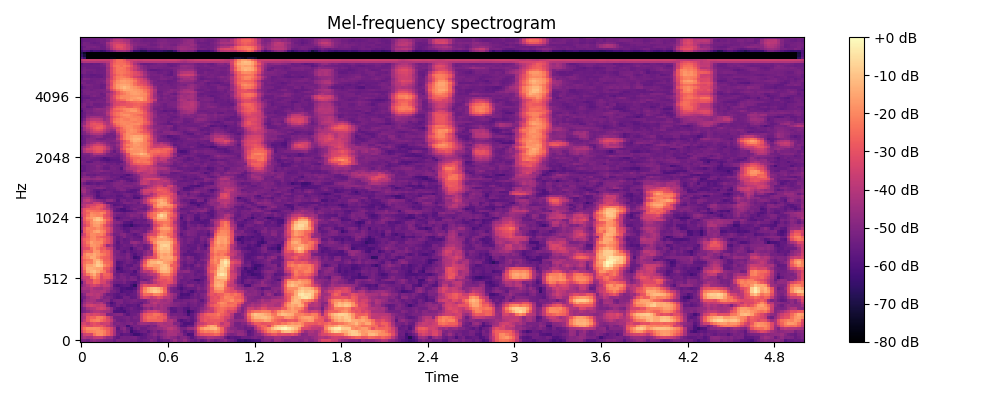 Mel-frequency spectrogram
Hz
4096
2048
1024
512
0
0 0.6 1.2 1.8 2.4 3 3.6 4.2 4.8
Time
+0 dB
-10 dB
-20 dB
-30 dB
-40 dB
-50 dB
-60 dB
-70 dB
-80 dB